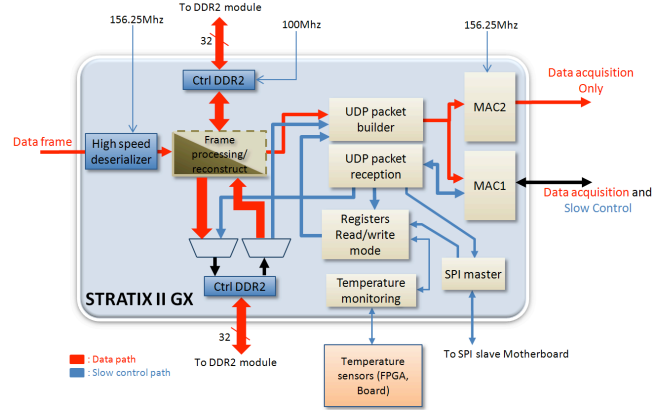 To DDR2 module
156.25Mhz
32
100Mhz
156.25Mhz
Ctrl DDR2
Data acquisition
Only
UDP packet
builder
MAC2
Data frame
High speed
deserializer
Frame
processing/
reconstruct
UDP packet
reception
MAC1
Data acquisition and
Slow Control
Registers
Read/write
mode
SPI master
Ctrl DDR2
Temperature
monitoring
STRATIX II GX
32
To DDR2 module
To SPI slave Motherboard
: Data path
: Slow control path
Temperature
sensors (FPGA,
Board)